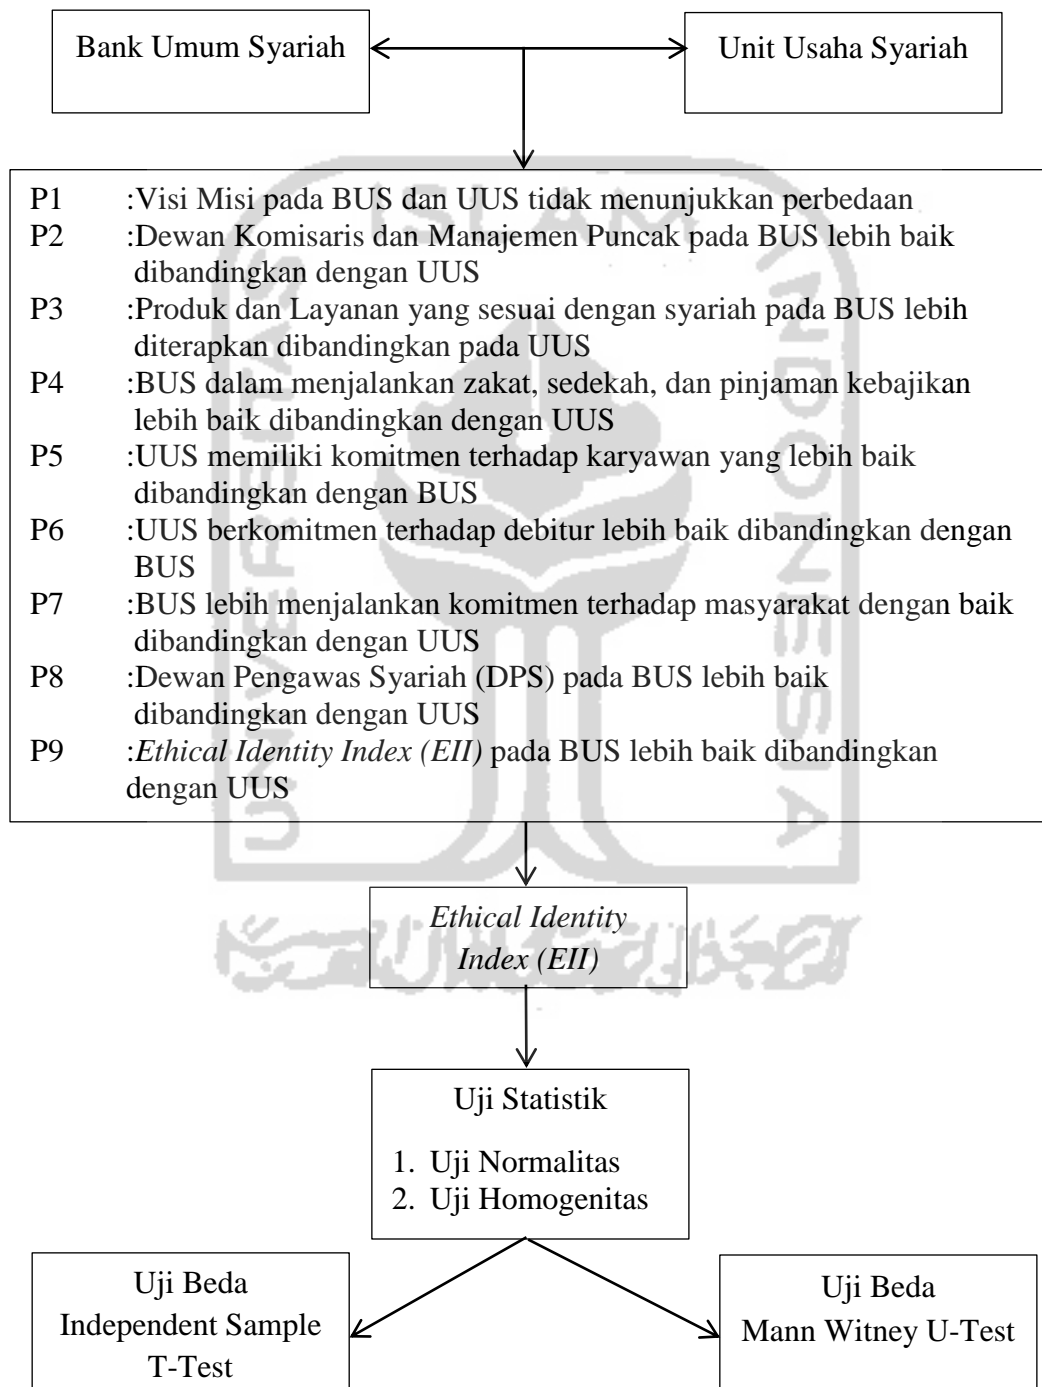 Bank Umum Syariah
Unit Usaha Syariah
P1 :Visi Misi pada BUS dan UUS tidak menunjukkan perbedaan
P2 :Dewan Komisaris dan Manajemen Puncak pada BUS lebih baik
dibandingkan dengan UUS
P3 :Produk dan Layanan yang sesuai dengan syariah pada BUS lebih
diterapkan dibandingkan pada UUS
P4 :BUS dalam menjalankan zakat, sedekah, dan pinjaman kebajikan
lebih baik dibandingkan dengan UUS
P5 :UUS memiliki komitmen terhadap karyawan yang lebih baik
dibandingkan dengan BUS
P6 :UUS berkomitmen terhadap debitur lebih baik dibandingkan dengan
BUS
P7 :BUS lebih menjalankan komitmen terhadap masyarakat dengan baik
dibandingkan dengan UUS
P8 :Dewan Pengawas Syariah (DPS) pada BUS lebih baik
dibandingkan dengan UUS
P9 :Ethical Identity Index (EII) pada BUS lebih baik dibandingkan
dengan UUS
Ethical Identity
Index (EII)
Uji Statistik
1. Uji Normalitas
2. Uji Homogenitas
Uji Beda
Independent Sample
T-Test
Uji Beda
Mann Witney U-Test
UNIVERSITAS
ISLAM
INDONESIA